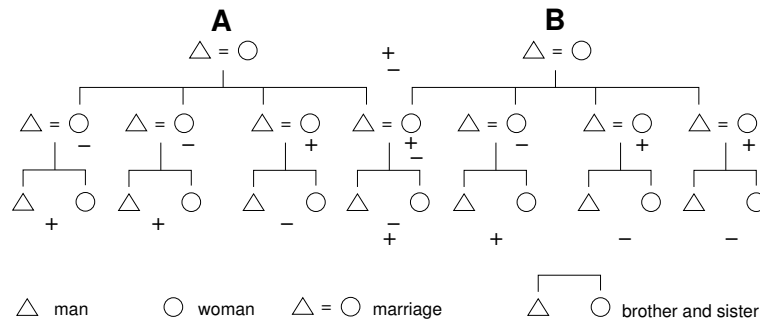 A B
= + =
−
= = = = = = =
− − + + − + +
−
+ + − − + − −
+
man woman = marriage brother and sister